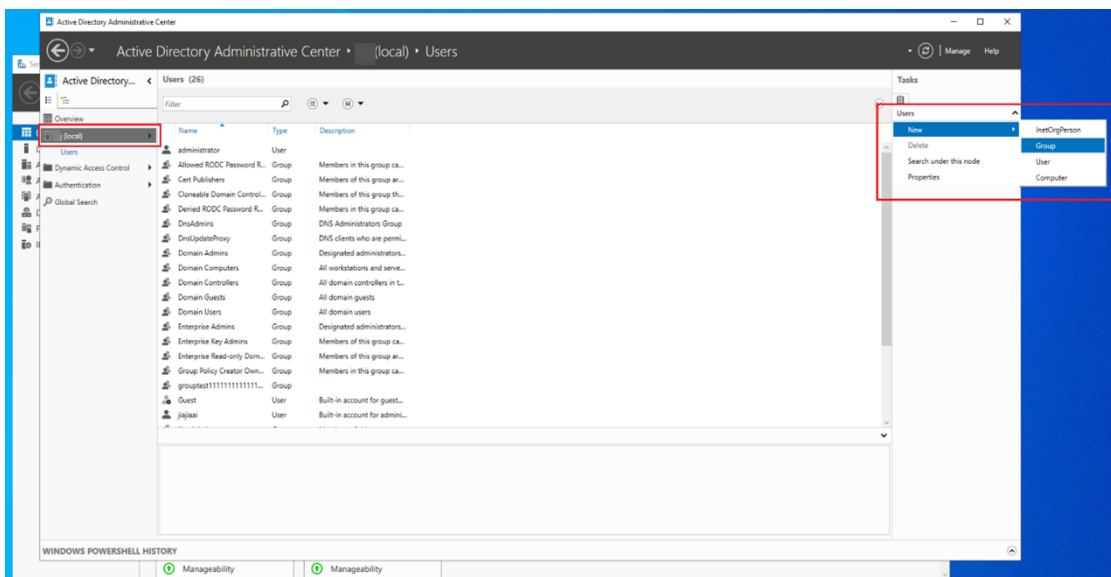 Active Directory Administrative Center
Active Directory Administrative Center • (local) • Users
Manage Help
Active Directory...
Users (26)
Tasks
Filter
Overview
(local)
Users
Dynamic Access Control
Authentication
Global Search
Name Type Description
administrator User
Allowed RODC Password R... Group Members in this group ca...
Cert Publishers Group Members of this group ar...
Cloneable Domain Control... Group Members of this group th...
Denied RODC Password R... Group Members in this group ca...
DnsAdmins Group DNS Administrators Group
DnsUpdateProxy Group DNS clients who are permi...
Domain Admins Group Designated administrators...
Domain Computers Group All workstations and serve...
Domain Controllers Group All domain controllers in t...
Domain Guests Group All domain guests
Domain Users Group All domain users
Enterprise Admins Group Designated administrators...
Enterprise Key Admins Group Members of this group ca...
Enterprise Read-only Dom... Group Members of this group ar...
Group Policy Creator Own... Group Members in this group ca...
Group
Guest User Built-in account for guest...
jiajiaai User Built-in account for admini...
Users
New
Delete
Search under this node
Properties
InetOrgPerson
Group
User
Computer
WINDOWS POWERSHELL HISTORY
Manageability
Manageability